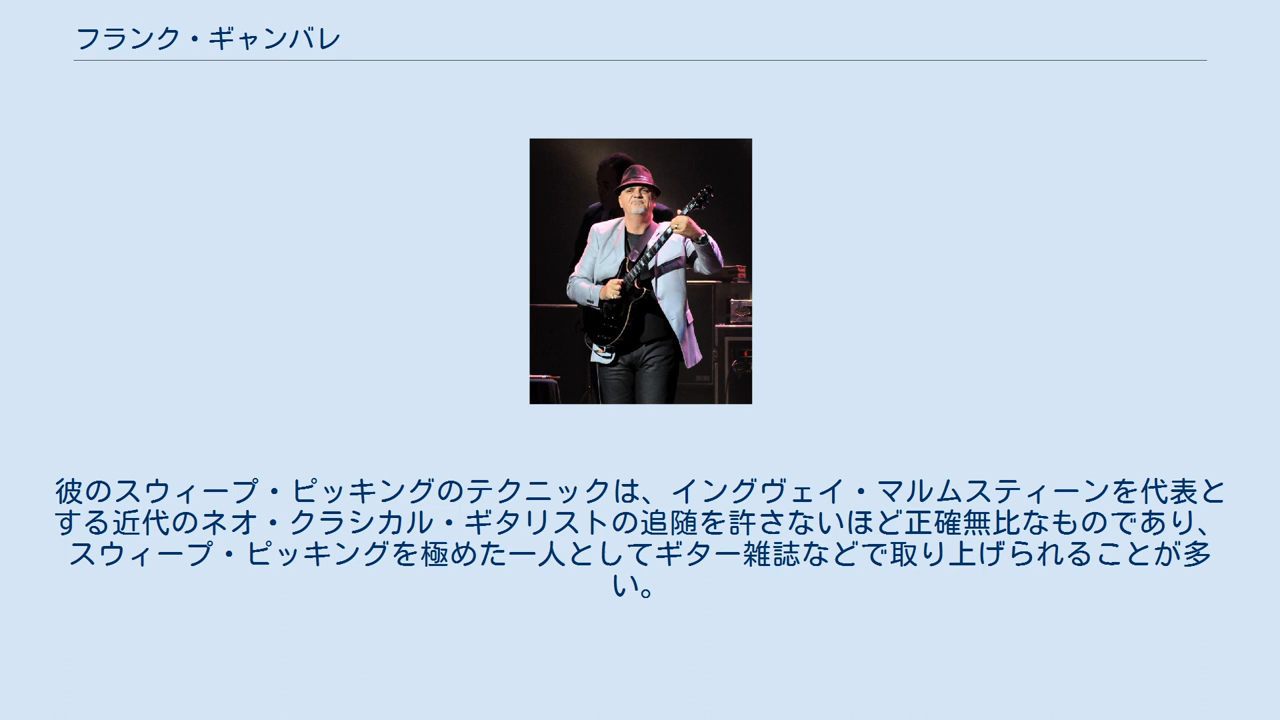 フランク・ギャンバレ
彼のスウィープ・ピッキングのテクニックは、イングヴェイ・マルムスティーンを代表と
する近代のネオ・クラシカル・ギタリストの追随を許さないほど正確無比なものであり、
スウィープ・ピッキングを極めた一人としてギター雑誌などで取り上げられることが多
い。